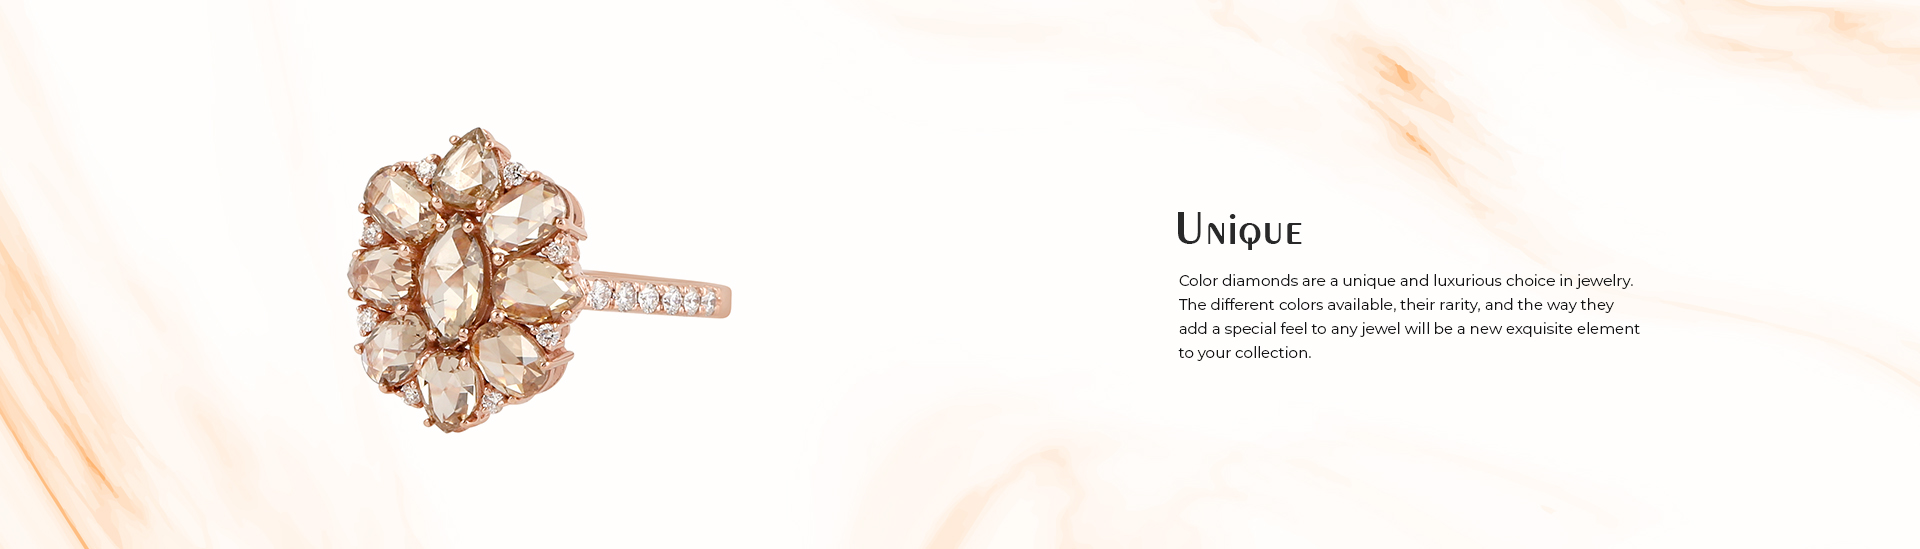 Unique
Color diamonds are a unique and luxurious choice in jewelry.
The different colors available, their rarity, and the way they
add a special feel to any jewel will be a new exquisite element
to your collection.